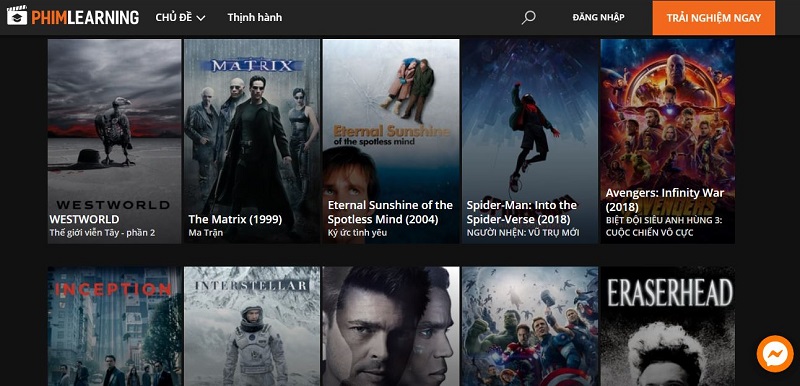 PHIMLEARNING
CHỦ ĐỀ
Thịnh hành
ĐĂNG NHẬP
TRẢI NGHIỆM NGAY
WESTWORLD
WESTWORLD
Thế giới viễn Tây - phần 2
MATRIX
The Matrix (1999)
Ma Trận
Eternal Sunshine
of the spotless mind
Eternal Sunshine of the
Spotless Mind (2004)
Ký ức tình yêu
Spider-Man: Into the
Spider-Verse (2018)
NGƯỜI NHỆN: VŨ TRỤ MỚI
Avengers: Infinity War
(2018)
BIỆT ĐỘI SIÊU ANH HÙNG 3:
CUỘC CHIẾN VÔ CỰC
INCEPTION
INTERSTELLAR
ERASERHEAD